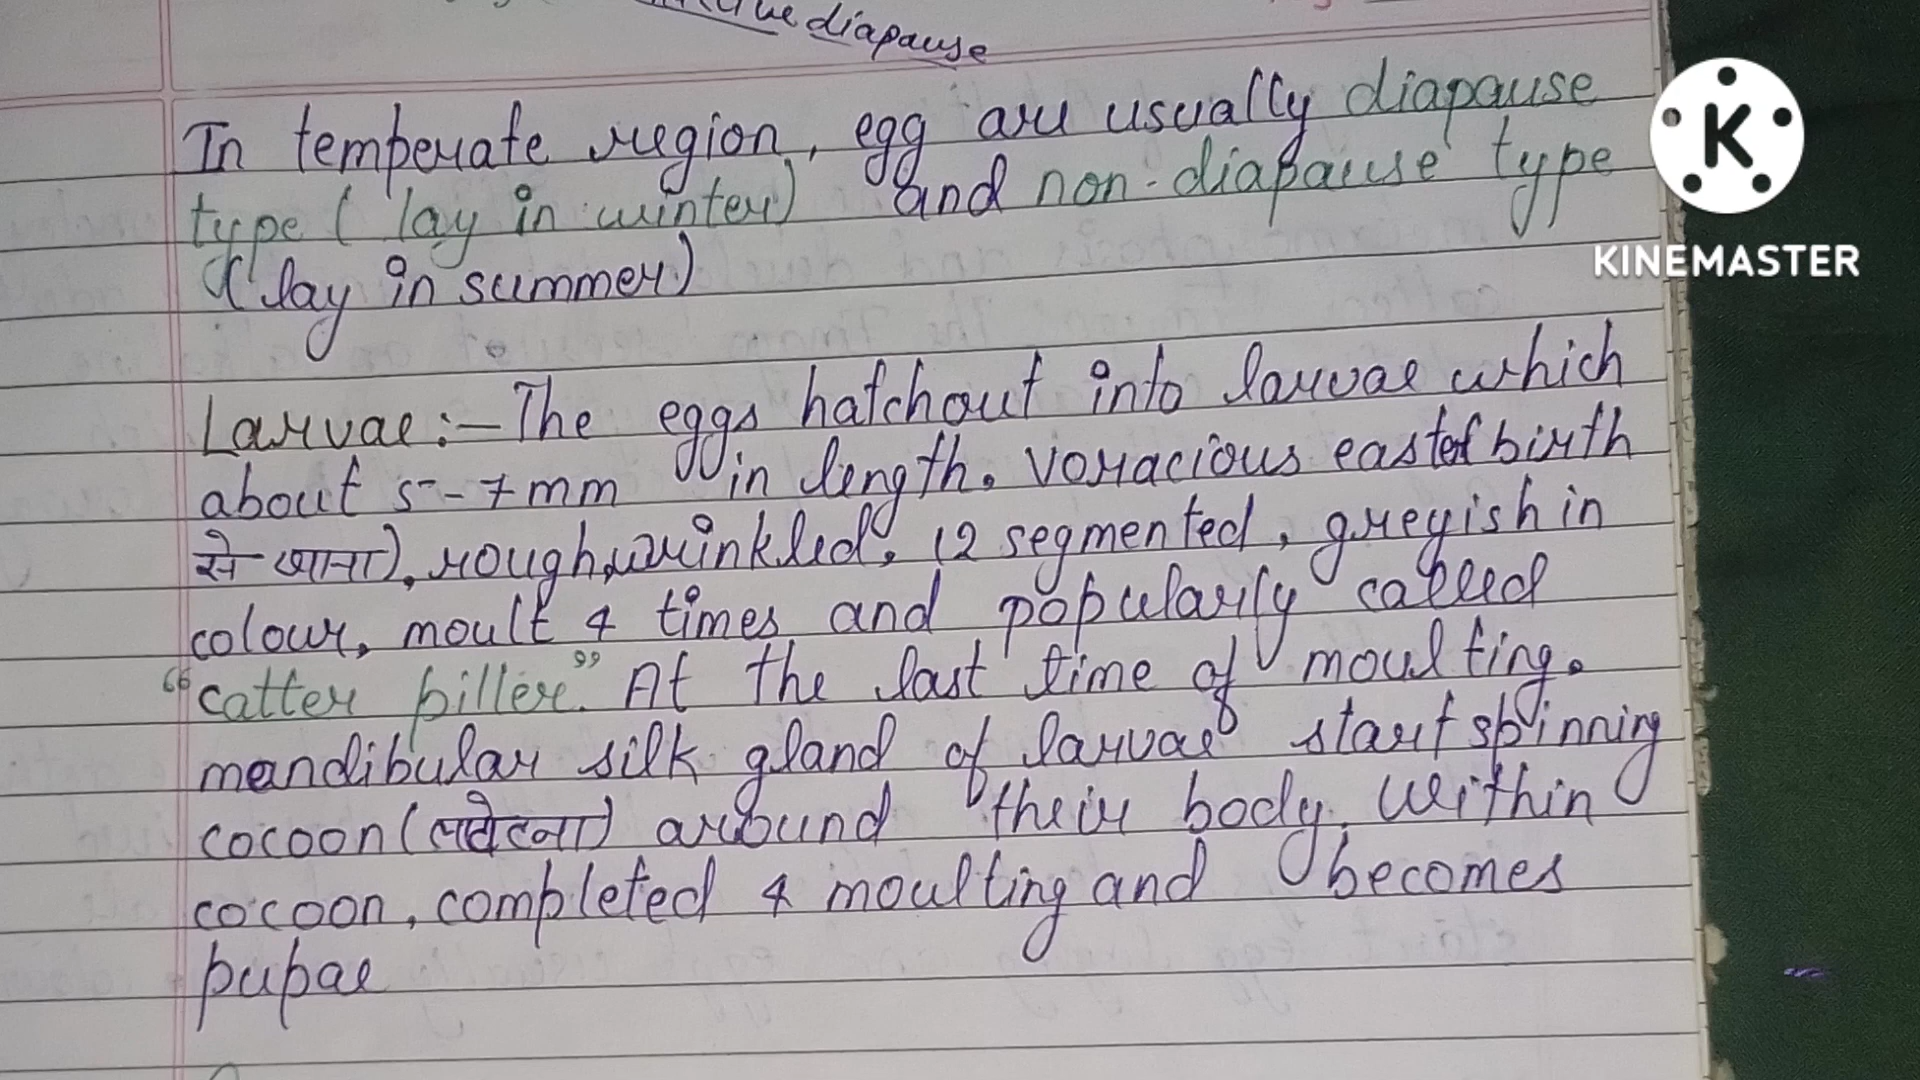 diapause
In temperate region, egg are usually diapause
type ( lay in winter) and non-diapause type
( lay in summer)
Larvae:- The eggs hatchout into larvae which
about 5-7mm in length. voracious eastof birth
से खाना), rough, wrinkled, 12 segmented, greyish in
colour, moult 4 times and popularily called
"catter piller." At the last time of moulting.
mandibular silk gland of larvae start spinning
cocoon (लपेटना) around their body. Within
cocoon, completed 4 moulting and becomes
pupae
KINEMASTER